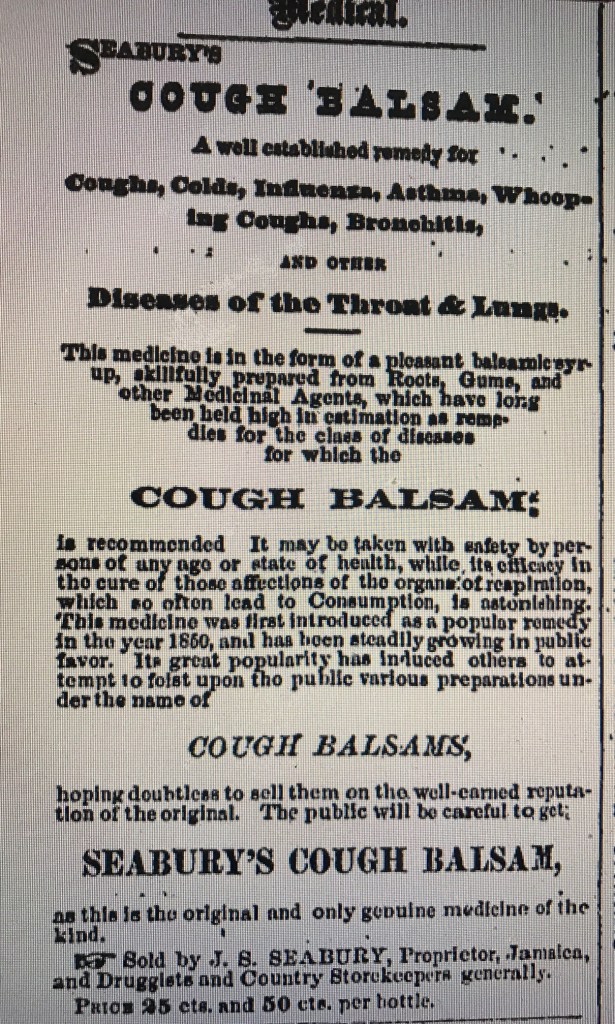 Medical.
SEABURY'S
COUGH BALSAM.
A well established remedy for
Coughs, Colds, Influenza, Asthma, Whoop-
ing Coughs, Bronchitis,
AND OTHER
Diseases of the Throat & Lungs.
This medicine is in the form of a pleasant balsamic syr-
up, skillfully prepared from Roots, Gums, and
other Medicinal Agents, which have long
been held high in estimation as reme-
dies for the class of diseases
for which the
COUGH BALSAM
is recommended It may be taken with safety by per-
sons of any age or state of health, while its efficacy in
the cure of those affections of the organs of respiration,
which so often lead to Consumption, is astonishing.
This medicine was first introduced as a popular remedy
in the year 1850, and has been steadily growing in public
favor. Its great popularity has induced others to at-
tempt to foist upon the public various preparations un-
der the name of
COUGH BALSAMS,
hoping doubtless to sell them on the well-earned reputa-
tion of the original. The public will be careful to get
SEABURY'S COUGH BALSAM,
as this is the original and only genuine medicine of the
kind.
☞ Sold by J. S. SEABURY, Proprietor, Jamaica,
and Druggists and Country Storekeepers generally.
PRICE 25 cts. and 50 cts. per bottle.